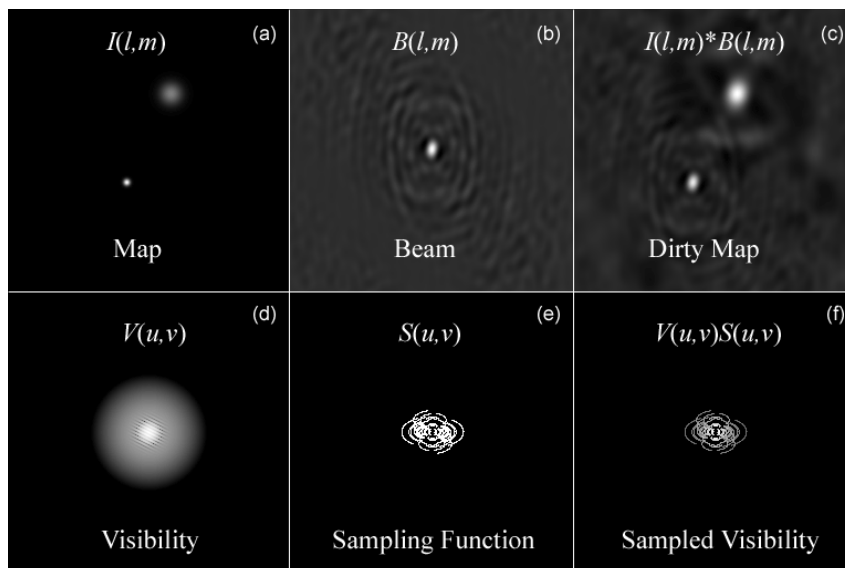 I(l,m) (a)
Map
B(l,m) (b)
Beam
I(l,m)*B(l,m) (c)
Dirty Map
V(u,v) (d)
Visibility
S(u,v) (e)
Sampling Function
V(u,v)S(u,v) (f)
Sampled Visibility